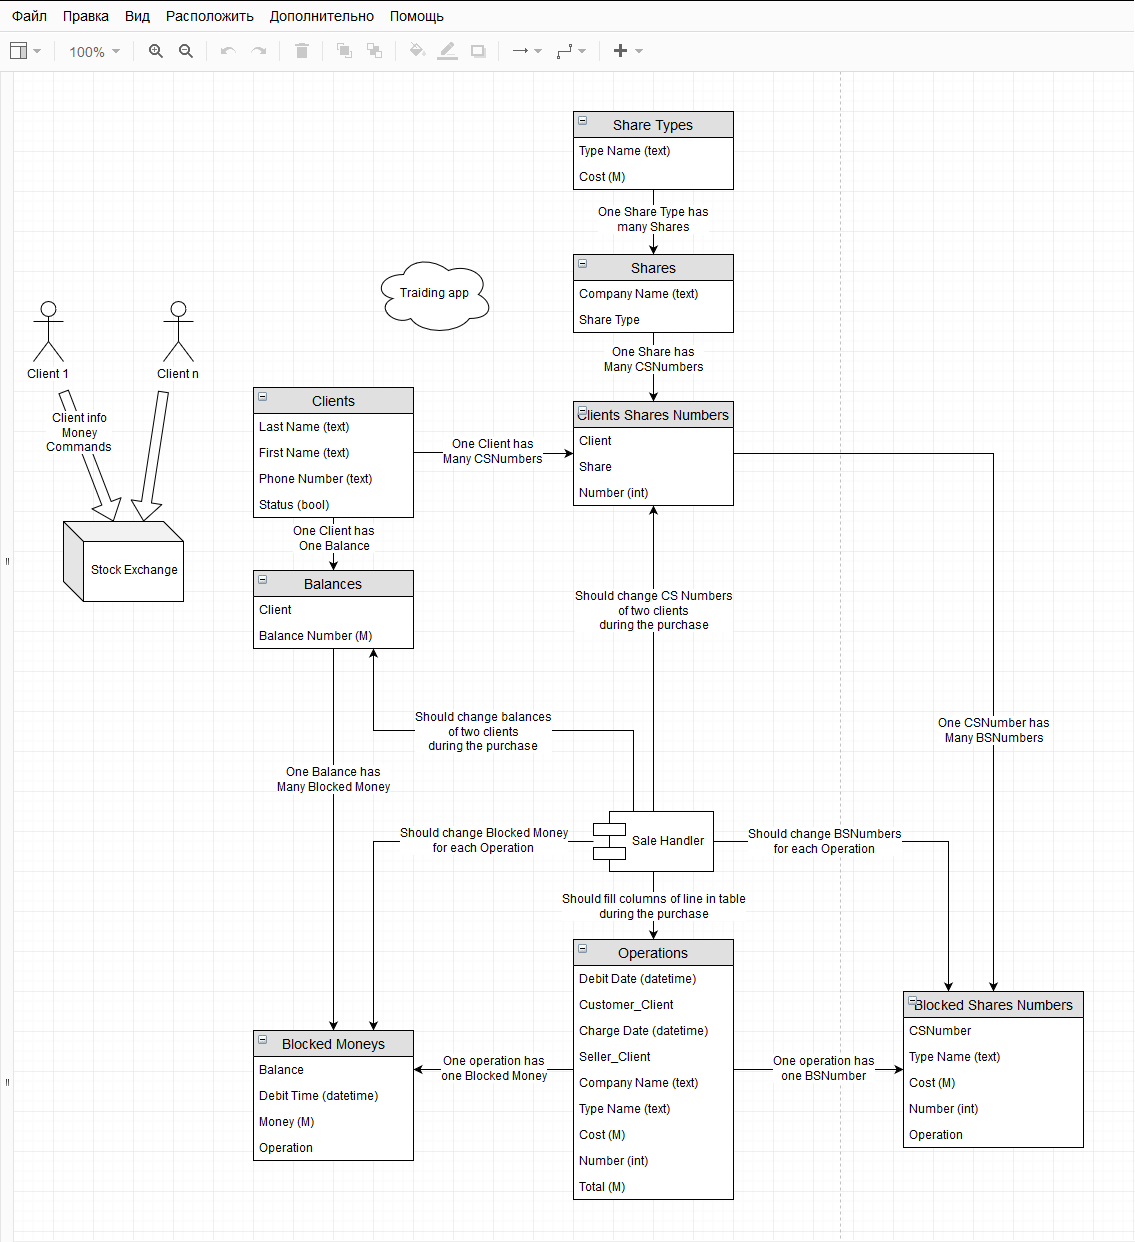 Файл Правка Вид Расположить Дополнительно Помощь
100%
Share Types
Type Name (text)
Cost (M)
One Share Type has
many Shares
Shares
Company Name (text)
Share Type
One Share has
Many CSNumbers
Traiding app
Client 1
Client n
Client info
Money
Commands
Stock Exchange
Clients
Last Name (text)
First Name (text)
Phone Number (text)
Status (bool)
One Client has
Many CSNumbers
Clients Shares Numbers
Client
Share
Number (int)
One Client has
One Balance
Balances
Client
Balance Number (M)
Should change CS Numbers
of two clients
during the purchase
Should change balances
of two clients
during the purchase
One CSNumber has
Many BSNumbers
One Balance has
Many Blocked Money
Should change Blocked Money
for each Operation
Sale Handler
Should change BSNumbers
for each Operation
Should fill columns of line in table
during the purchase
Operations
Debit Date (datetime)
Customer_Client
Charge Date (datetime)
Seller_Client
Company Name (text)
Type Name (text)
Cost (M)
Number (int)
Total (M)
One operation has
one Blocked Money
One operation has
one BSNumber
Blocked Moneys
Balance
Debit Time (datetime)
Money (M)
Operation
Blocked Shares Numbers
CSNumber
Type Name (text)
Cost (M)
Number (int)
Operation